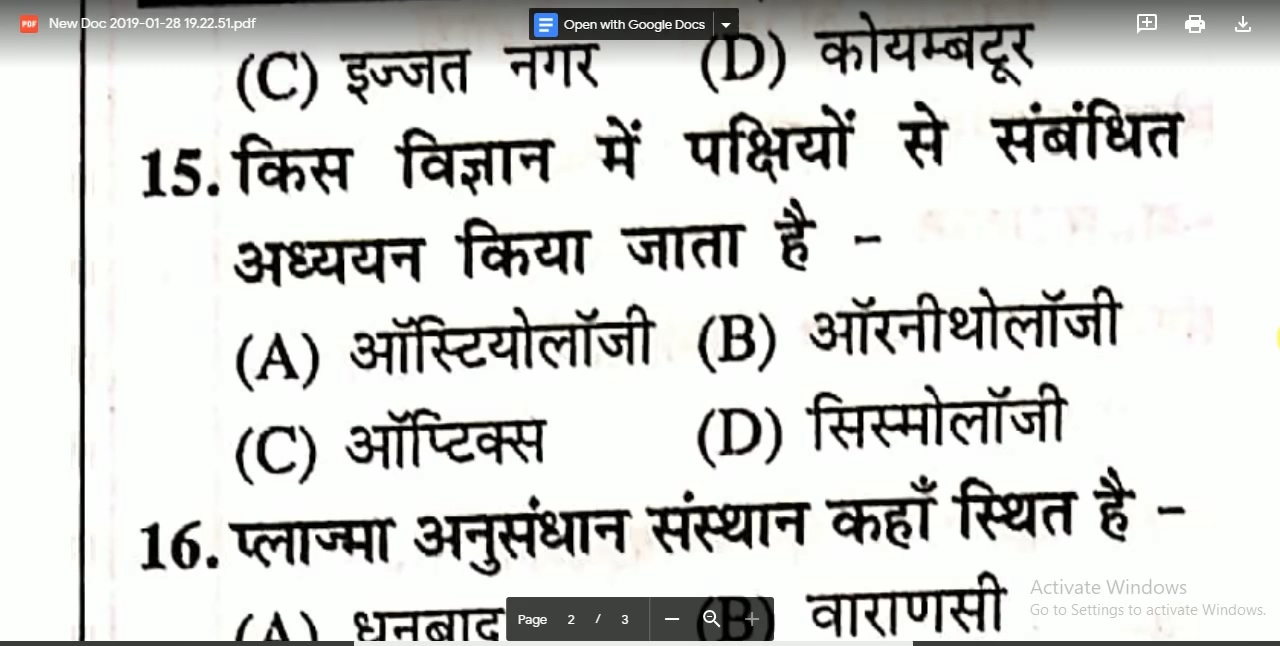 New Doc 2019-01-28 19.22.51.pdf
Open with Google Docs
(C) इज्जत नगर (D) कोयम्बटूर
15. किस विज्ञान में पक्षियों से संबंधित
अध्ययन किया जाता है -
(A) ऑस्टियोलॉजी (B) ऑरनीथोलॉजी
(C) ऑप्टिक्स (D) सिस्मोलॉजी
16. प्लाज्मा अनुसंधान संस्थान कहाँ स्थित है -
(A) धनबाद (B) वाराणसी
Page 2 / 3
Activate Windows
Go to Settings to activate Windows.